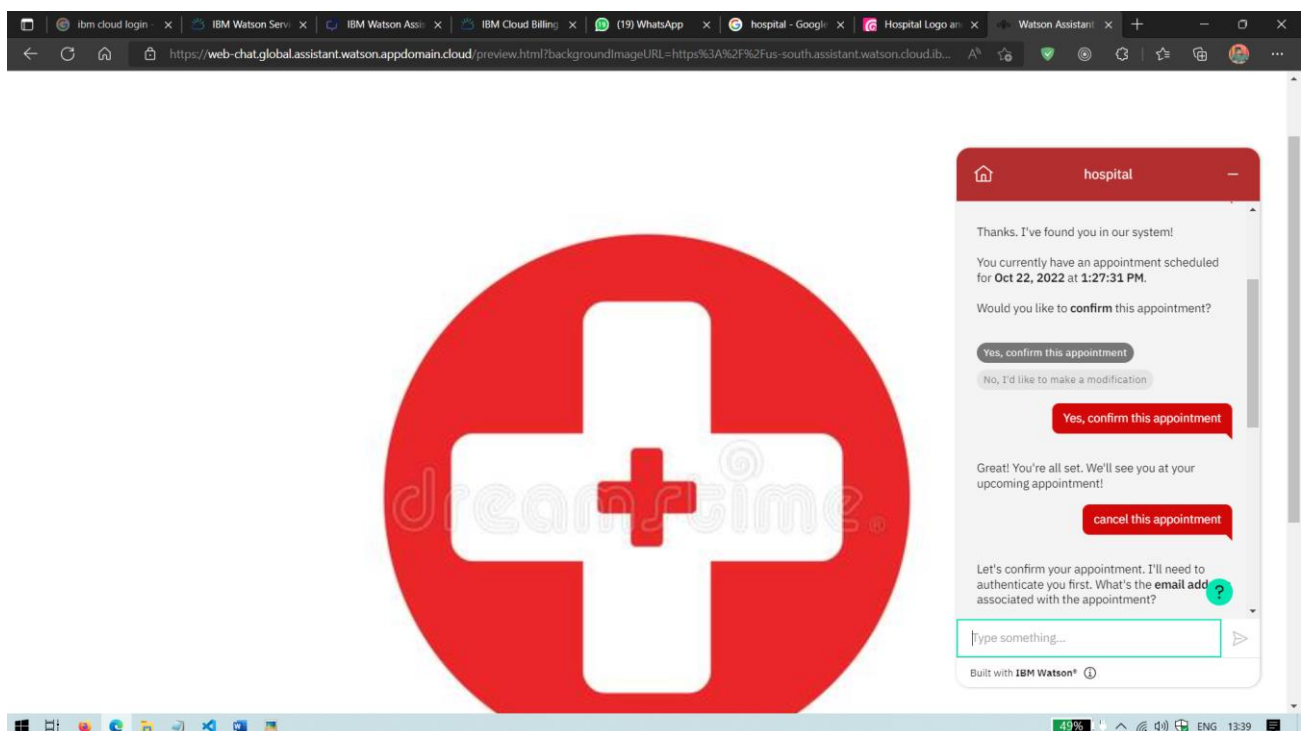 ibm cloud login -
IBM Watson Servi
IBM Watson Assis
IBM Cloud Billing
(19) WhatsApp
hospital - Google
Hospital Logo an
Watson Assistant
https://web-chat.global.assistant.watson.appdomain.cloud/preview.html?backgroundImageURL=https%3A%2F%2Fus-south.assistant.watson.cloud.ib...
hospital
Thanks. I've found you in our system!
You currently have an appointment scheduled
for Oct 22, 2022 at 1:27:31 PM.
Would you like to confirm this appointment?
Yes, confirm this appointment
No, I'd like to make a modification
Yes, confirm this appointment
Great! You're all set. We'll see you at your
upcoming appointment!
cancel this appointment
Let's confirm your appointment. I'll need to
authenticate you first. What's the email add
associated with the appointment?
?
Type something...
Built with IBM Watson®
dreamstime®
49%
ENG 13:39